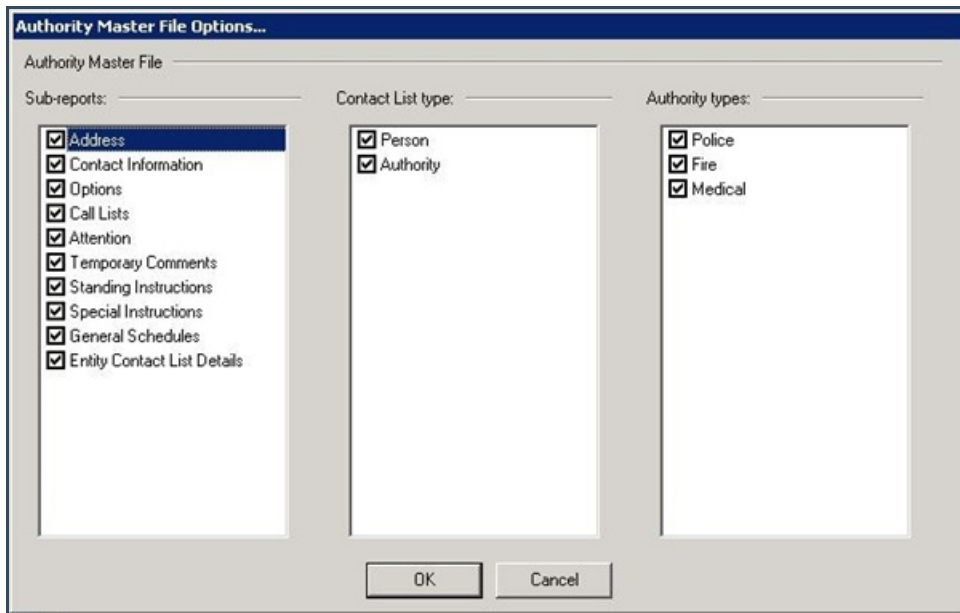 Authority Master File Options...
Authority Master File
Sub-reports:
Address
Contact Information
Options
Call Lists
Attention
Temporary Comments
Standing Instructions
Special Instructions
General Schedules
Entity Contact List Details
Contact List type:
Person
Authority
Authority types:
Police
Fire
Medical
OK
Cancel